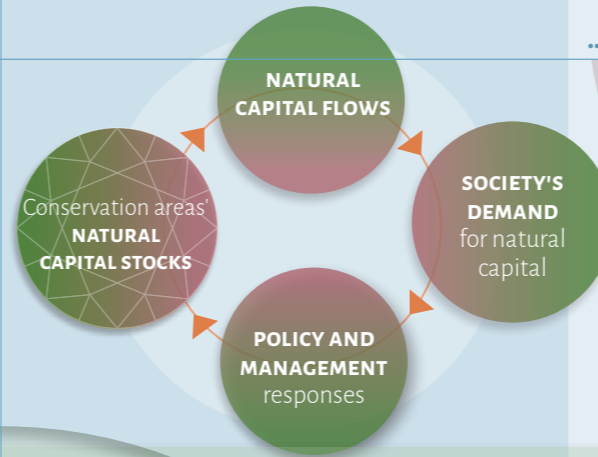 NATURAL
CAPITAL FLOWS
Conservation areas'
NATURAL
CAPITAL STOCKS
SOCIETY'S
DEMAND
for natural
capital
POLICY AND
MANAGEMENT
responses